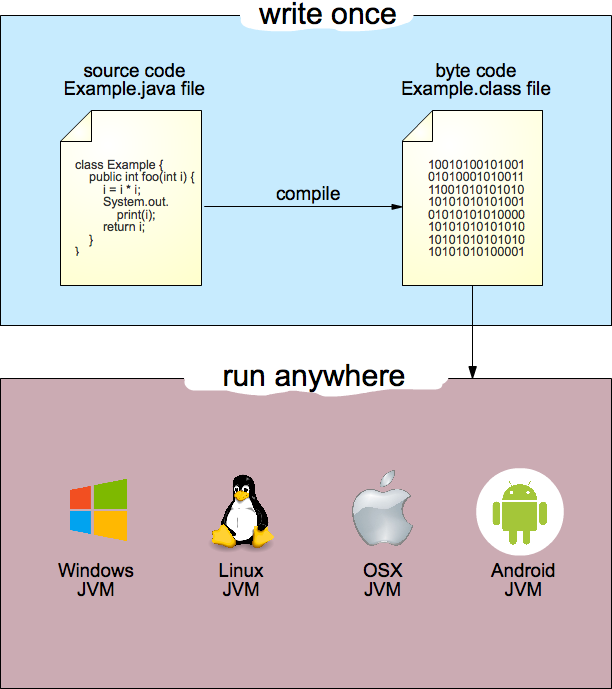 write once
source code
Example.java file
byte code
Example.class file
class Example {
public int foo(int i) {
i = i * i;
System.out.
print(i);
return i;
}
}
compile
10010100101001
01010001010011
11001010101010
10101010101001
01010101010000
10101010101010
10101010101010
10101010100001
run anywhere
Windows
JVM
Linux
JVM
OSX
JVM
Android
JVM